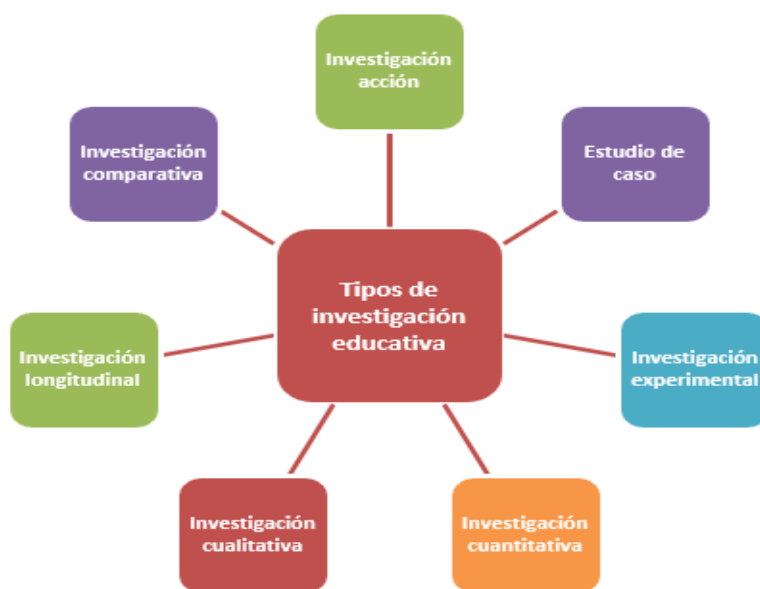 Investigación
acción
Estudio de
caso
Investigación
experimental
Investigación
cuantitativa
Investigación
cualitativa
Investigación
longitudinal
Investigación
comparativa
Tipos de
investigación
educativa